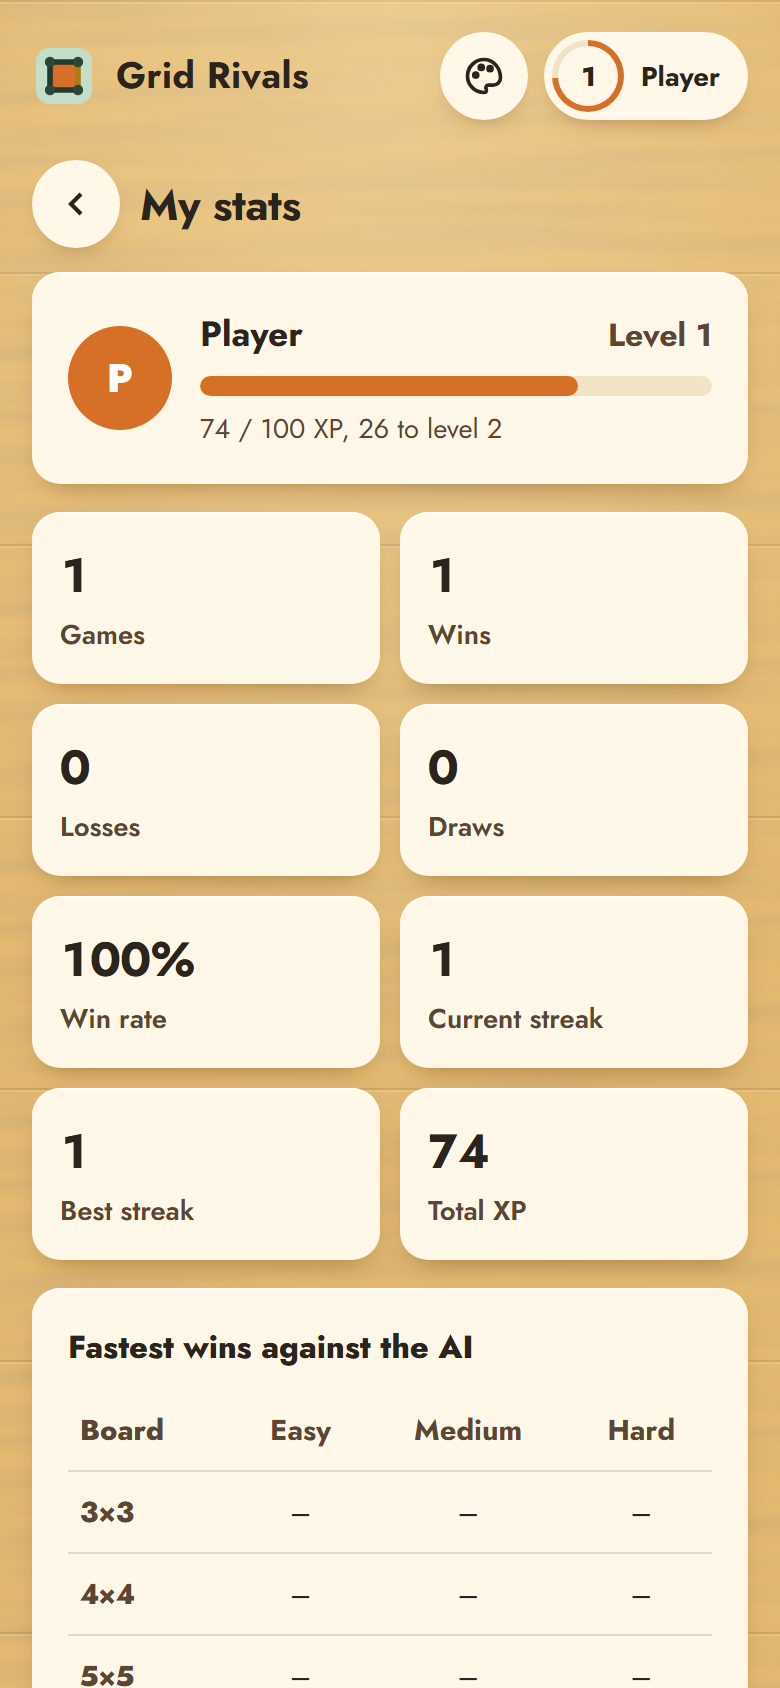 Grid Rivals
1 Player
My stats
P
Player Level 1
74 / 100 XP, 26 to level 2
1 1
Games Wins
0 0
Losses Draws
100% 1
Win rate Current streak
1 74
Best streak Total XP
Fastest wins against the AI
Board Easy Medium Hard
3×3 – – –
4×4 – – –
5×5 – – –